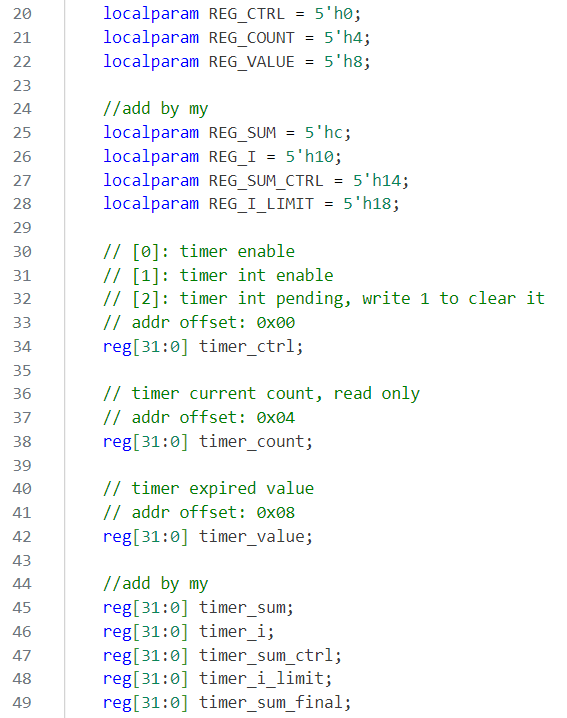 20 localparam REG_CTRL = 5'h0;
21 localparam REG_COUNT = 5'h4;
22 localparam REG_VALUE = 5'h8;
23
24 //add by my
25 localparam REG_SUM = 5'hc;
26 localparam REG_I = 5'h10;
27 localparam REG_SUM_CTRL = 5'h14;
28 localparam REG_I_LIMIT = 5'h18;
29
30 // [0]: timer enable
31 // [1]: timer int enable
32 // [2]: timer int pending, write 1 to clear it
33 // addr offset: 0x00
34 reg[31:0] timer_ctrl;
35
36 // timer current count, read only
37 // addr offset: 0x04
38 reg[31:0] timer_count;
39
40 // timer expired value
41 // addr offset: 0x08
42 reg[31:0] timer_value;
43
44 //add by my
45 reg[31:0] timer_sum;
46 reg[31:0] timer_i;
47 reg[31:0] timer_sum_ctrl;
48 reg[31:0] timer_i_limit;
49 reg[31:0] timer_sum_final;